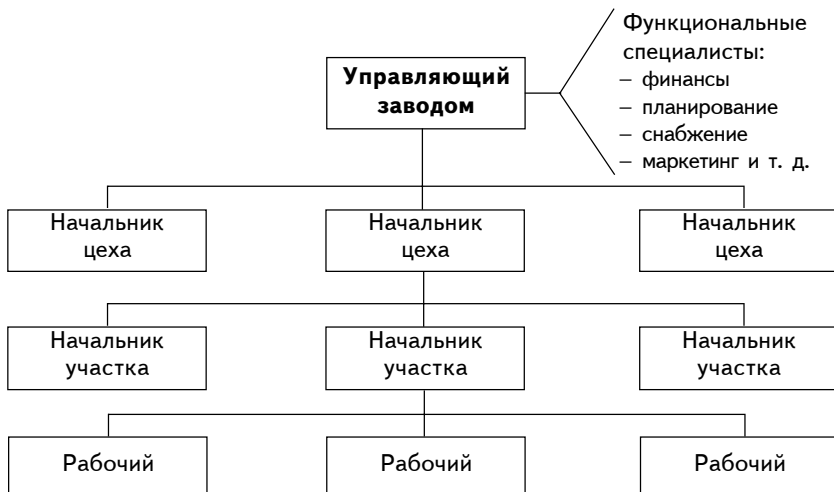 Функциональные
специалисты:
– финансы
– планирование
– снабжение
– маркетинг и т. д.
Управляющий
заводом
Начальник
цеха
Начальник
цеха
Начальник
цеха
Начальник
участка
Начальник
участка
Начальник
участка
Рабочий
Рабочий
Рабочий